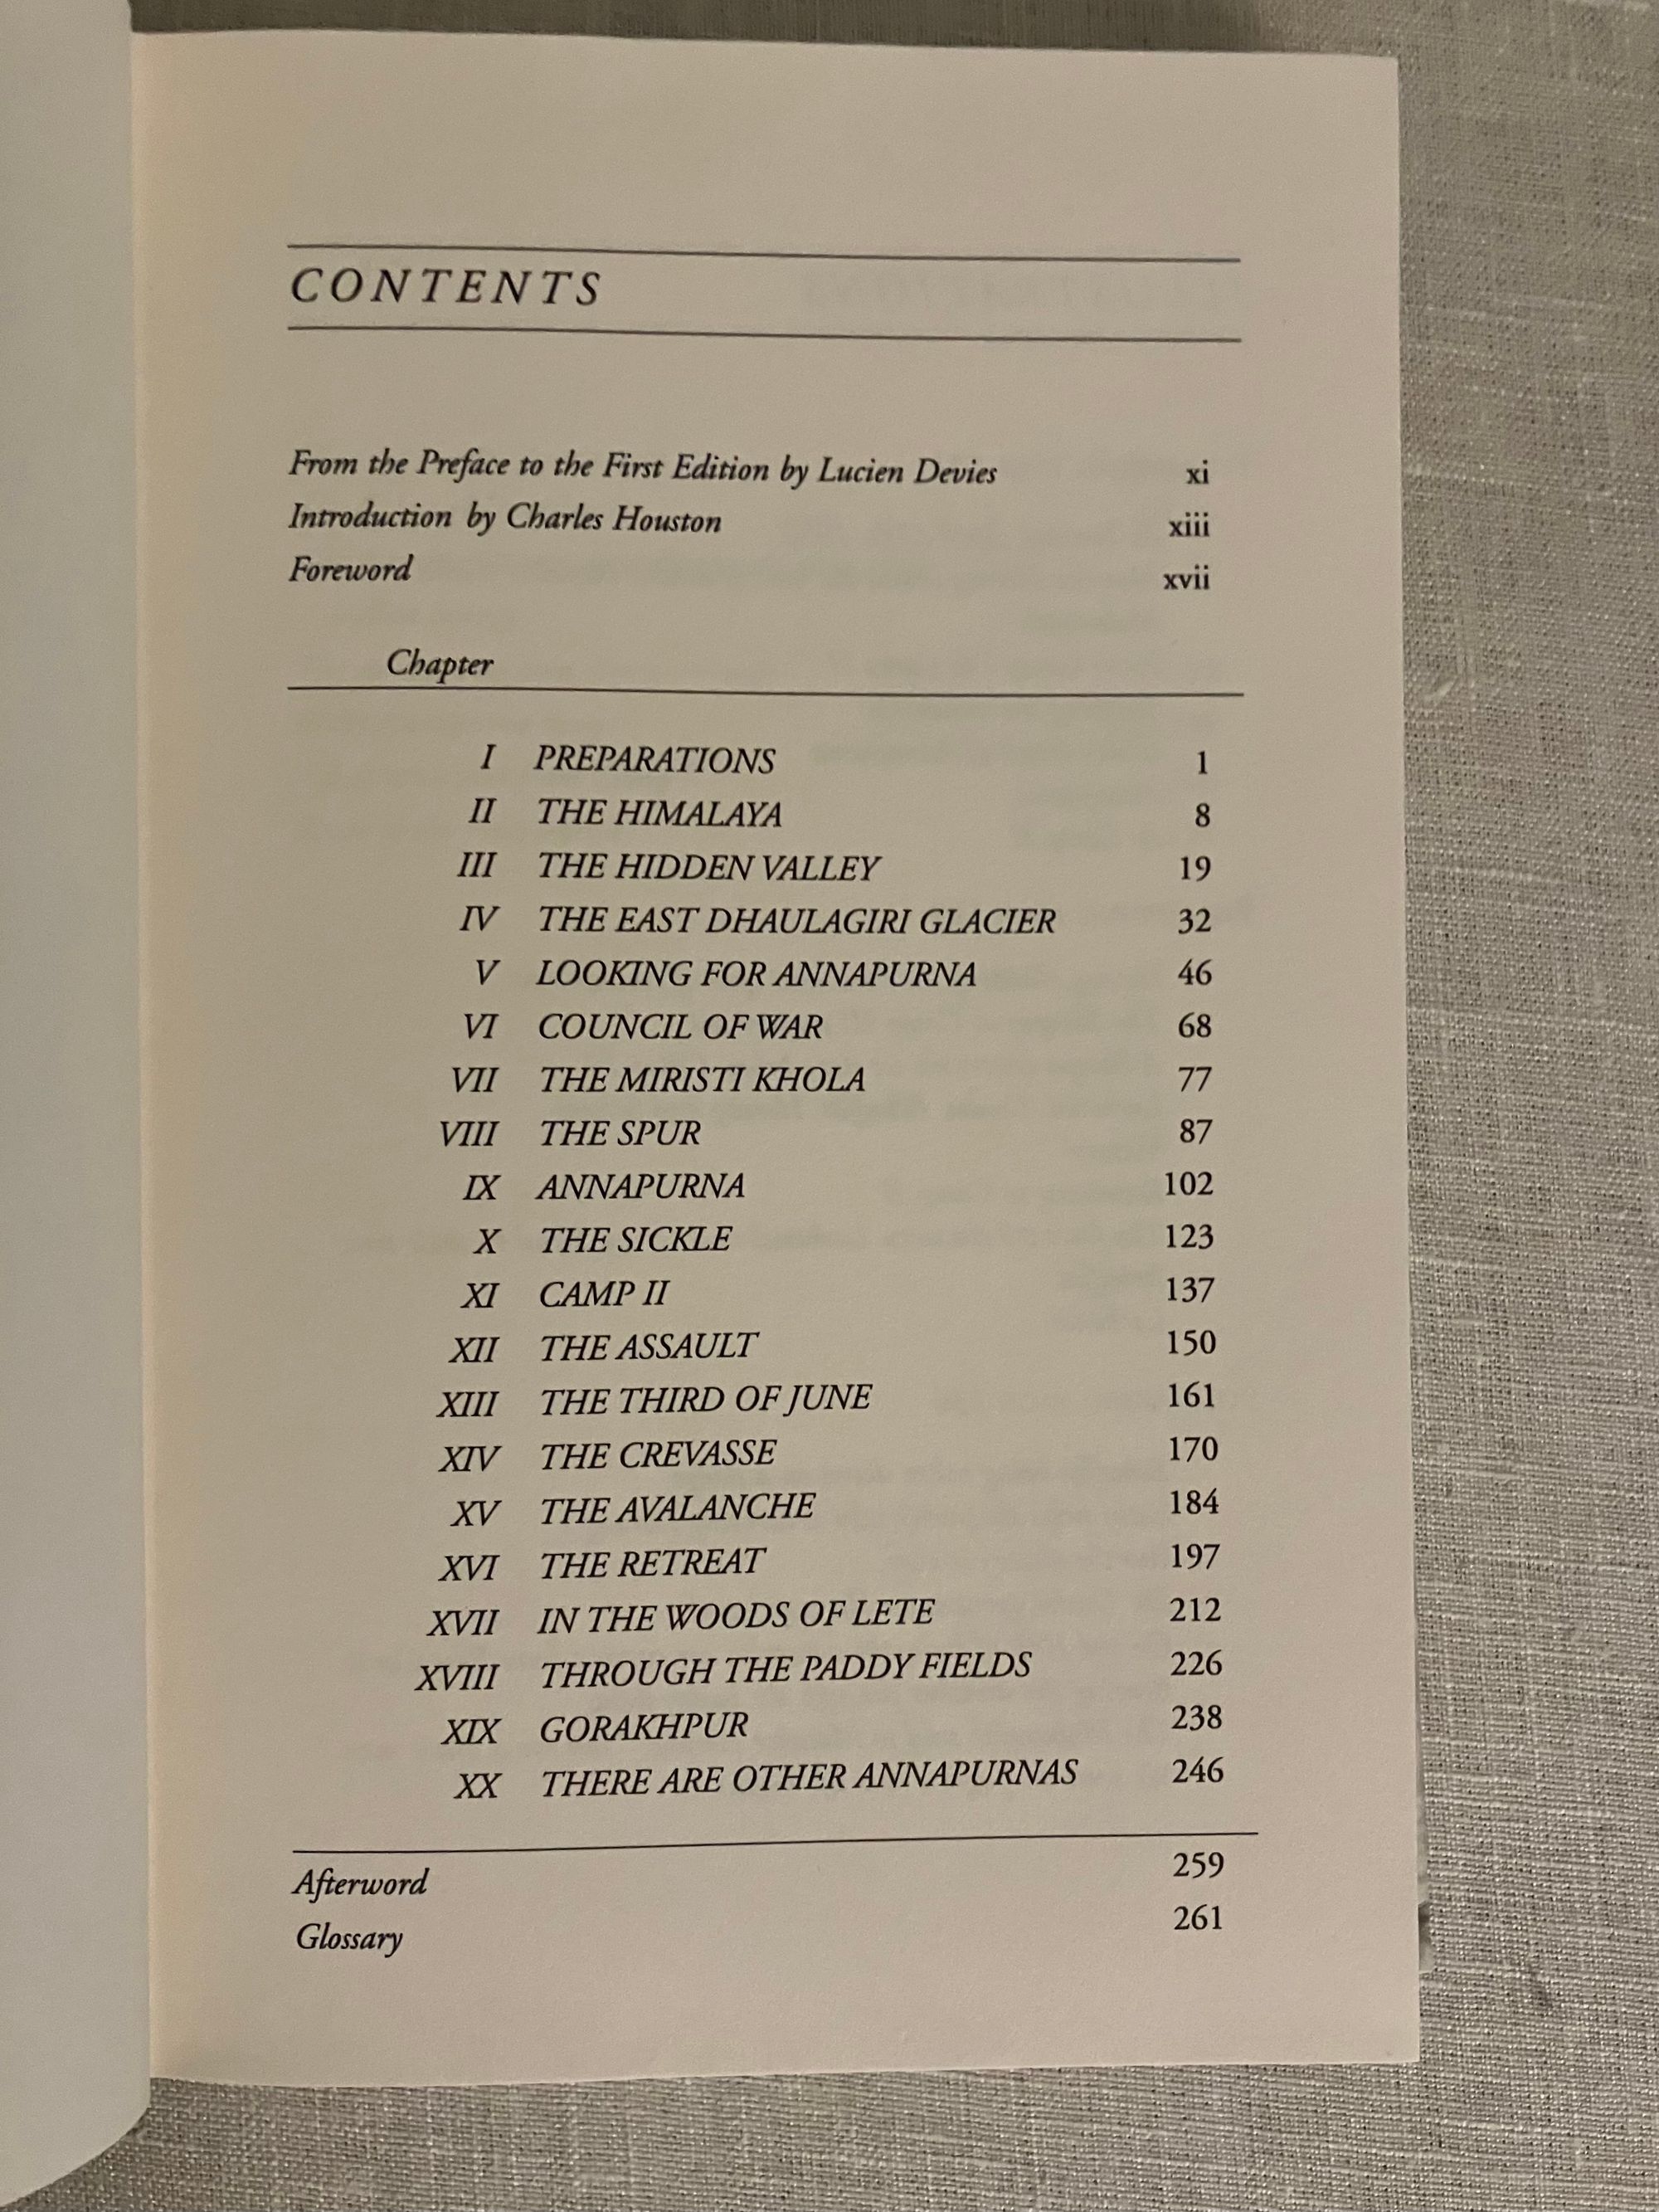 CONTENTS
From the Preface to the First Edition by Lucien Devies xi
Introduction by Charles Houston xiii
Foreword xvii
Chapter
I PREPARATIONS 1
II THE HIMALAYA 8
III THE HIDDEN VALLEY 19
IV THE EAST DHAULAGIRI GLACIER 32
V LOOKING FOR ANNAPURNA 46
VI COUNCIL OF WAR 68
VII THE MIRISTI KHOLA 77
VIII THE SPUR 87
IX ANNAPURNA 102
X THE SICKLE 123
XI CAMP II 137
XII THE ASSAULT 150
XIII THE THIRD OF JUNE 161
XIV THE CREVASSE 170
XV THE AVALANCHE 184
XVI THE RETREAT 197
XVII IN THE WOODS OF LETE 212
XVIII THROUGH THE PADDY FIELDS 226
XIX GORAKHPUR 238
XX THERE ARE OTHER ANNAPURNAS 246
Afterword 259
Glossary 261